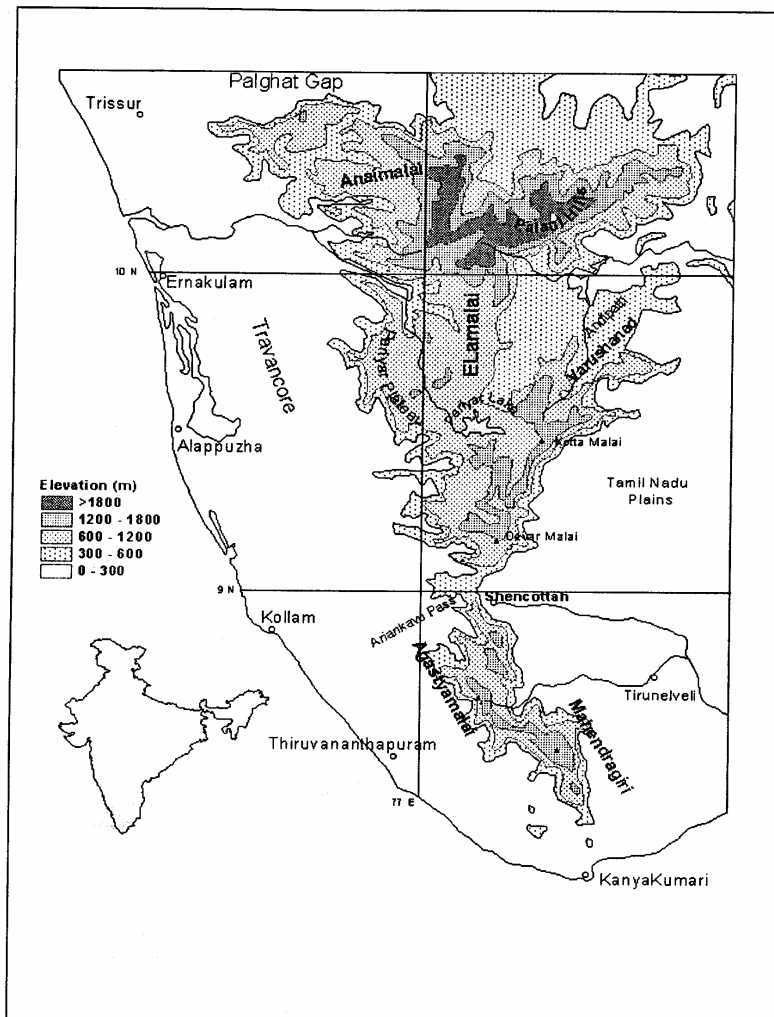 Palghat Gap
Trissur
Anaimalai
Palani Hills
10 N
Ernakulam
ELamalai
Andipatti
Varushanad
Travancore
Periyar Plateau
Periyar Lake
Alappuzha
Kotta Malai
Elevation (m)
>1800
1200 - 1800
600 - 1200
300 - 600
0 - 300
Tamil Nadu
Plains
Devar Malai
9 N
Shencottah
Kollam
Ariankavu Pass
Agastyamalai
Tirunelveli
Mahendragiri
Thiruvananthapuram
77 E
KanyaKumari